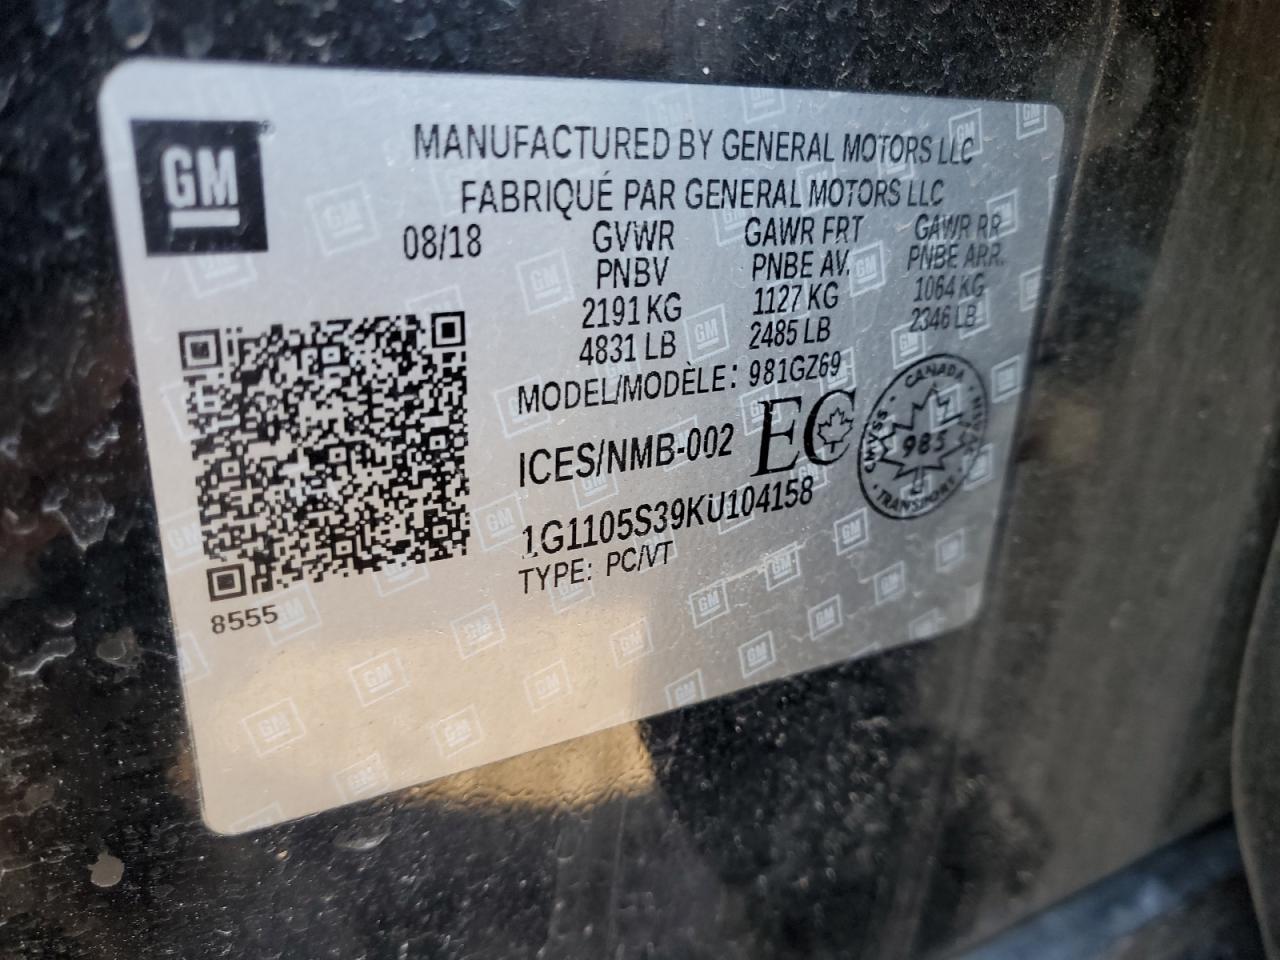 GM
MANUFACTURED BY GENERAL MOTORS LLC
FABRIQUÉ PAR GENERAL MOTORS LLC
08/18
GVWR GAWR FRT GAWR RR
PNBV PNBE AV. PNBE ARR.
2191 KG 1127 KG 1064 KG
4831 LB 2485 LB 2346 LB
MODEL/MODÈLE: 981GZ69
ICES/NMB-002 EC
CANADA
985
TRANSPORT
1G1105S39KU104158
TYPE: PC/VT
8555